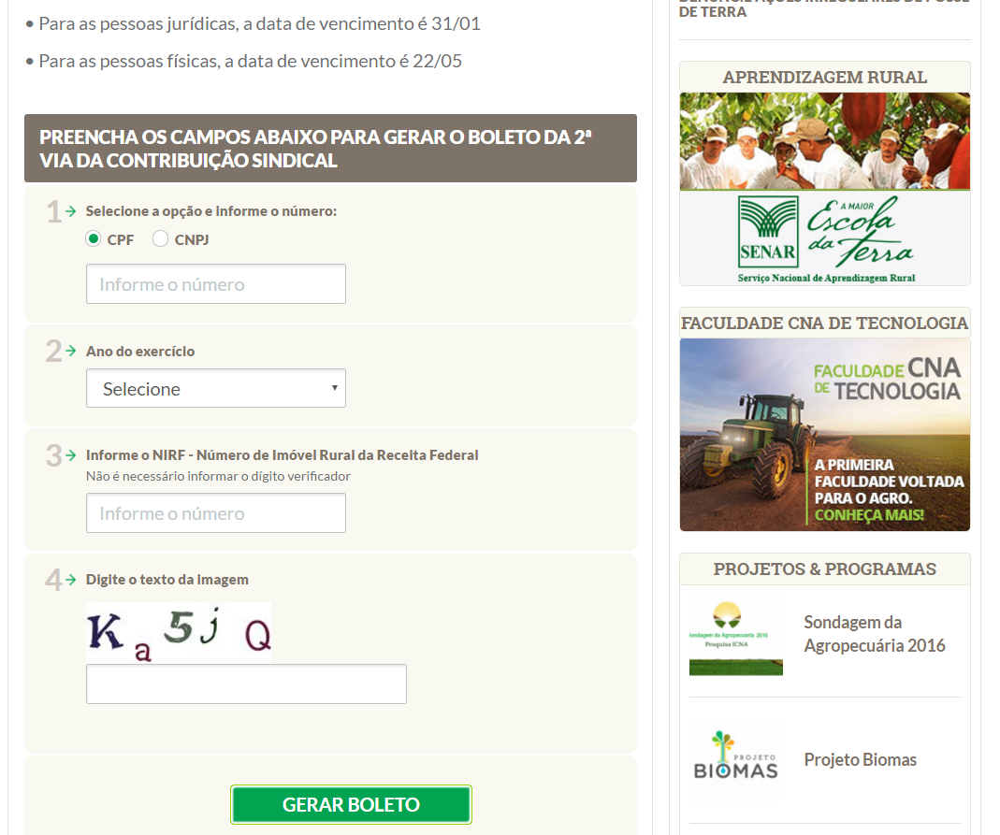 • Para as pessoas jurídicas, a data de vencimento é 31/01
• Para as pessoas físicas, a data de vencimento é 22/05
PREENCHA OS CAMPOS ABAIXO PARA GERAR O BOLETO DA 2ª
VIA DA CONTRIBUIÇÃO SINDICAL
1 Selecione a opção e informe o número:
CPF CNPJ
Informe o número
2 Ano do exercício
Selecione
3 Informe o NIRF - Número de Imóvel Rural da Receita Federal
Não é necessário informar o dígito verificador
Informe o número
4 Digite o texto da imagem
K a 5 j Q
GERAR BOLETO
DENUNCIE AÇÕES IRREGULARES DE POSSE
DE TERRA
APRENDIZAGEM RURAL
SENAR
A MAIOR
Escola
da Terra
Serviço Nacional de Aprendizagem Rural
FACULDADE CNA DE TECNOLOGIA
FACULDADE CNA
DE TECNOLOGIA
A PRIMEIRA
FACULDADE VOLTADA
PARA O AGRO.
CONHEÇA MAIS!
PROJETOS & PROGRAMAS
Sondagem da Agropecuária 2016
Pesquisa ICNA
Sondagem da
Agropecuária 2016
PROJETO
BIOMAS
Projeto Biomas